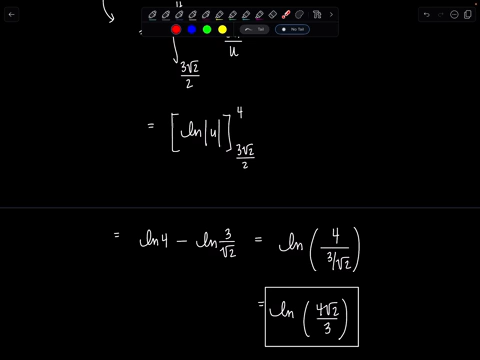 =
u
3√2/2
= [ln|u|] 4 3√2/2
= ln4 − ln 3/√2 = ln(4/(3/√2))
= ln(4√2/3)